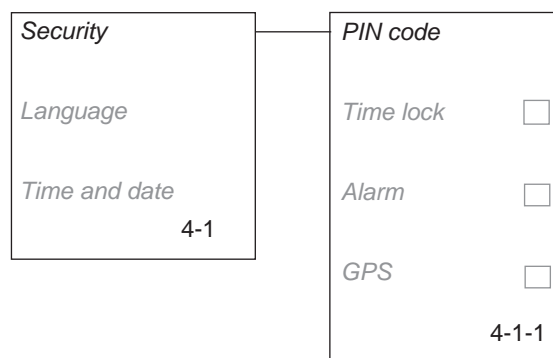 Security
Language
Time and date
4-1
PIN code
Time lock
Alarm
GPS
4-1-1